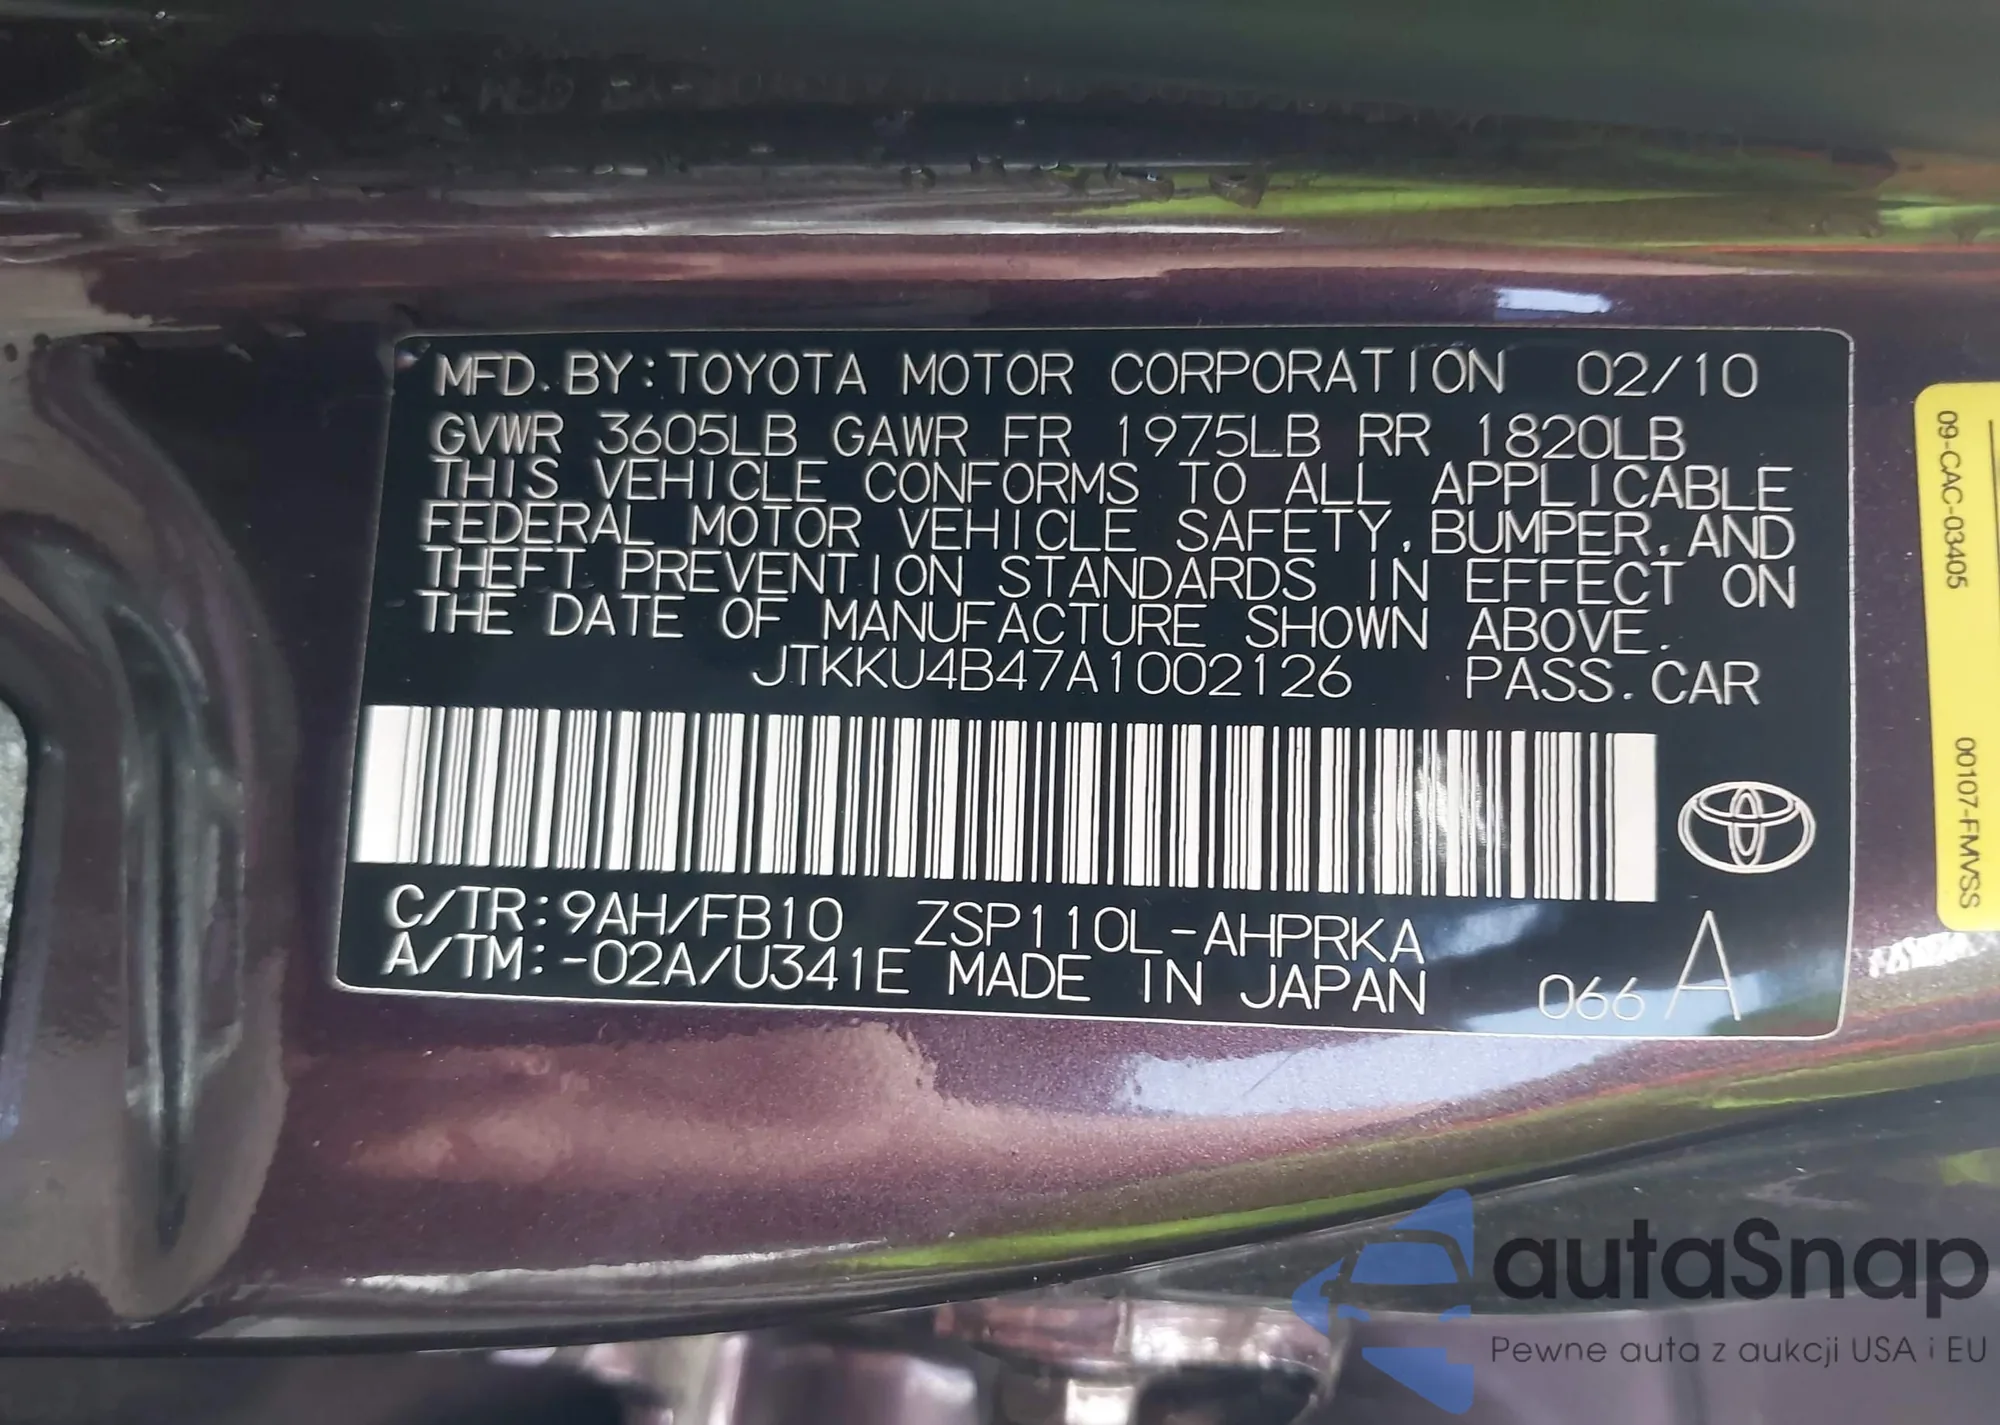 MFD. BY: TOYOTA MOTOR CORPORATION 02/10
GVWR 3605LB GAWR FR 1975LB RR 1820LB
THIS VEHICLE CONFORMS TO ALL APPLICABLE
FEDERAL MOTOR VEHICLE SAFETY, BUMPER, AND
THEFT PREVENTION STANDARDS IN EFFECT ON
THE DATE OF MANUFACTURE SHOWN ABOVE.
JTKKU4B47A1002126 PASS. CAR
C/TR: 9AH/FB10 ZSP110L-AHPRKA
A/TM: -02A/U341E MADE IN JAPAN 066 A
09-CAC-03405
00107-FMVSS
autaSnap
Pewne auta z aukcji USA i EU